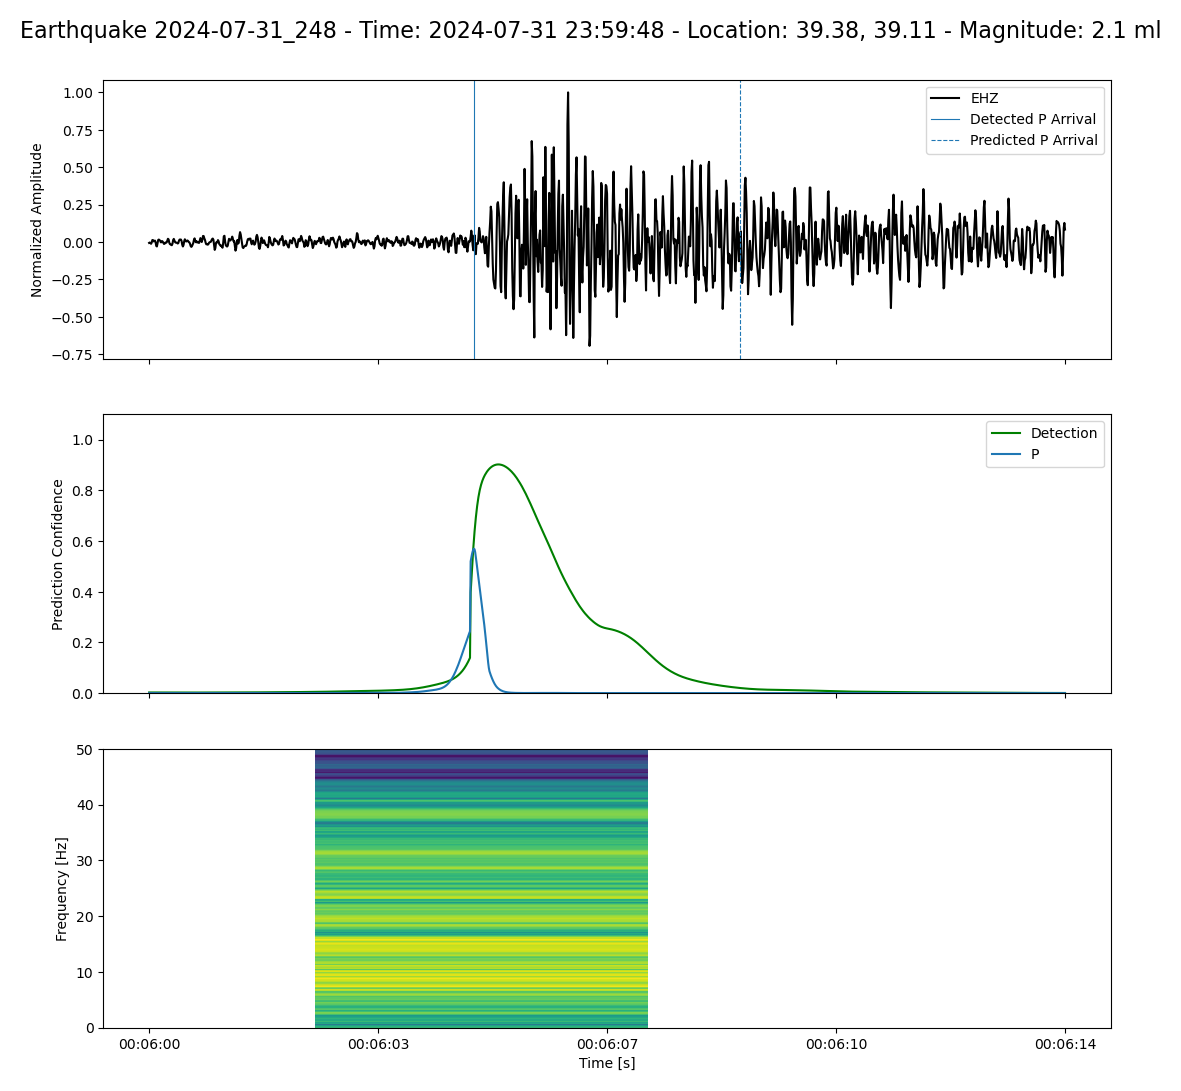 Earthquake 2024-07-31_248 - Time: 2024-07-31 23:59:48 - Location: 39.38, 39.11 - Magnitude: 2.1 ml
Normalized Amplitude
1.00
0.75
0.50
0.25
0.00
−0.25
−0.50
−0.75
EHZ
Detected P Arrival
Predicted P Arrival
Prediction Confidence
1.0
0.8
0.6
0.4
0.2
0.0
Detection
P
Frequency [Hz]
50
40
30
20
10
0
00:06:00 00:06:03 00:06:07 00:06:10 00:06:14
Time [s]